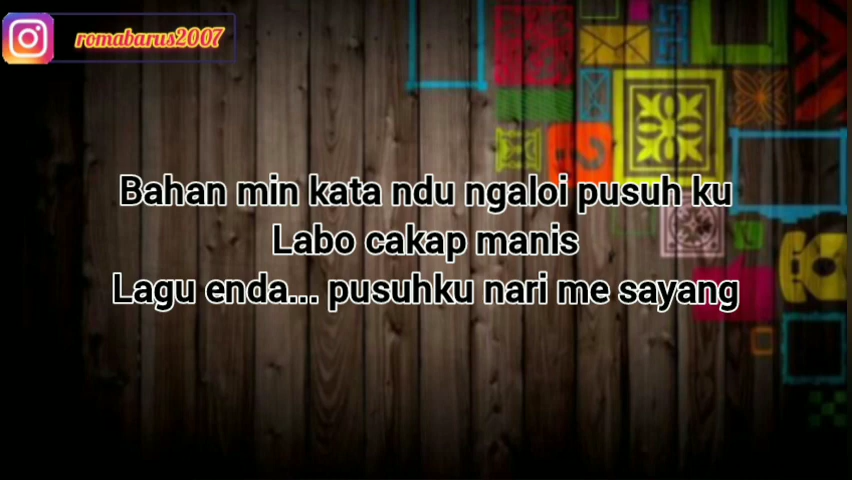 romabarus2007
Bahan min kata ndu ngaloi pusuh ku
Labo cakap manis
Lagu enda... pusuhku nari me sayang